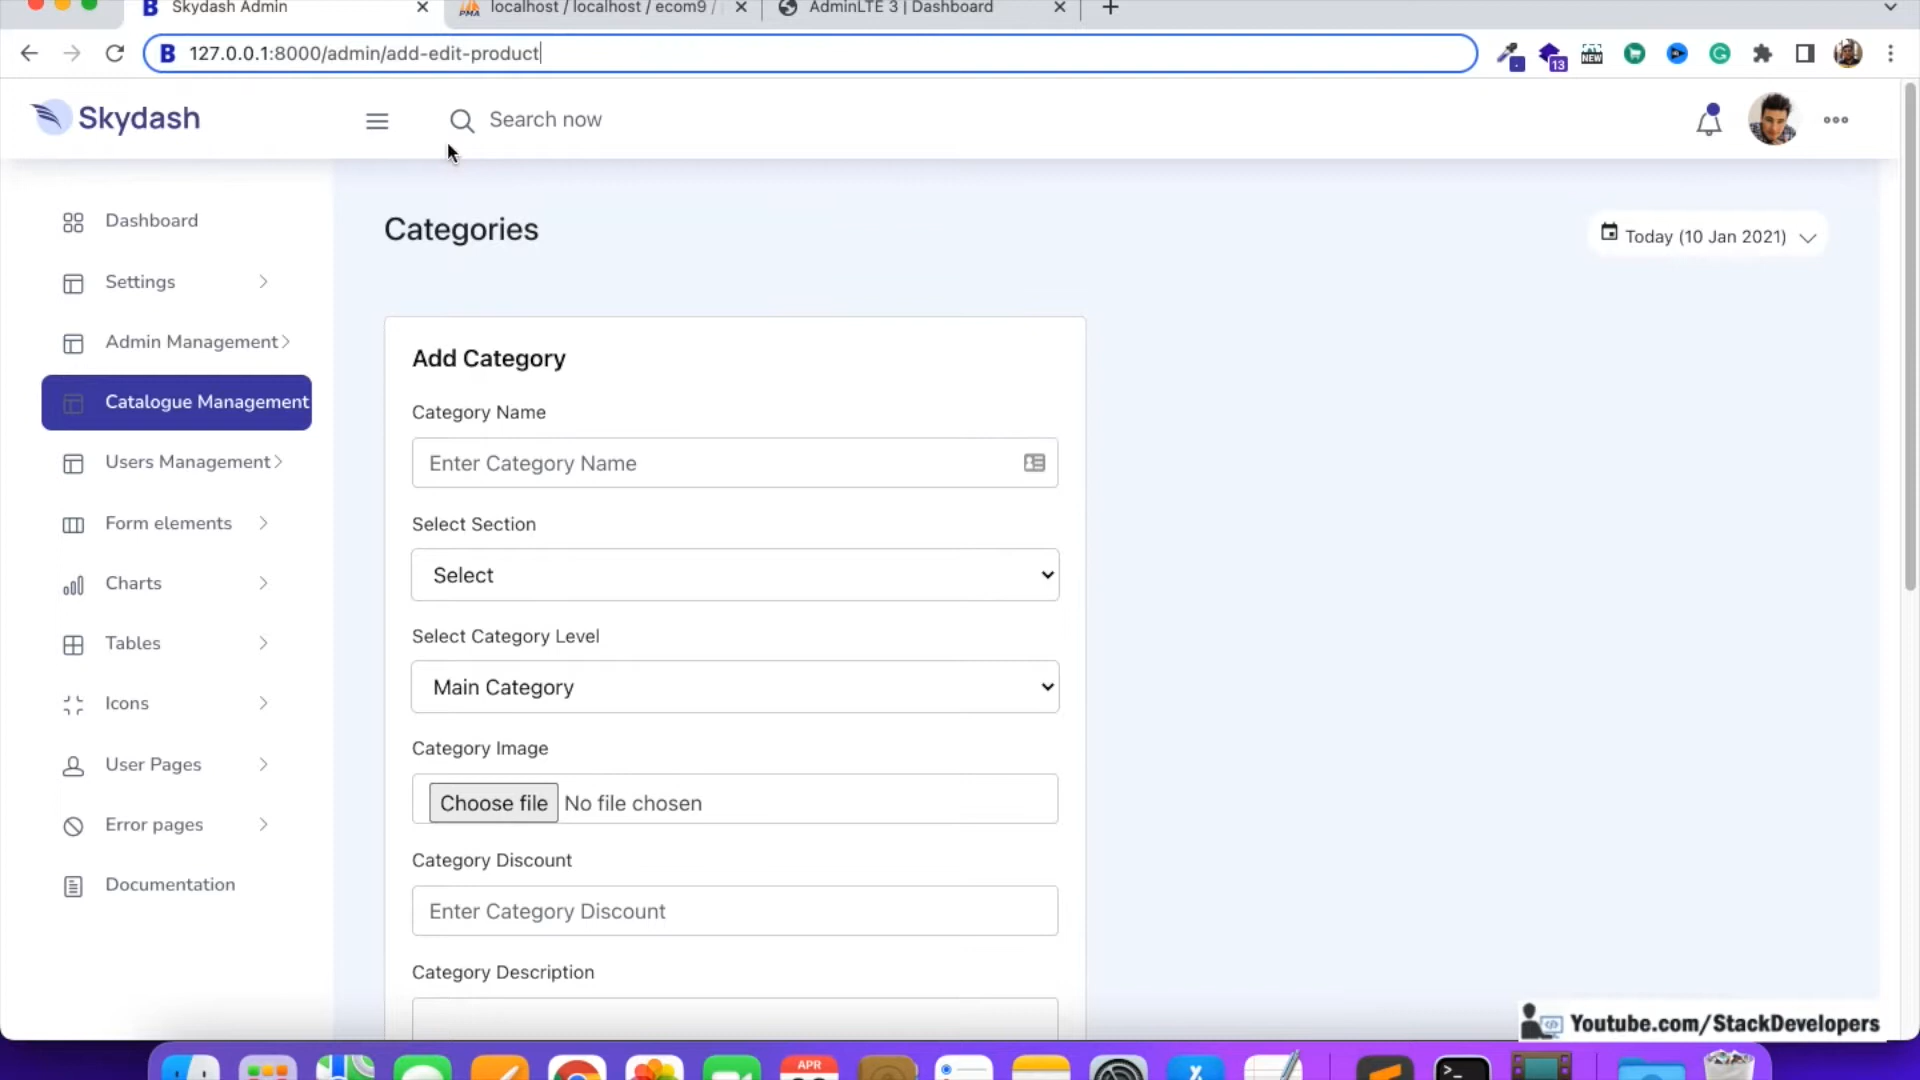 Skydash Admin
localhost / localhost / ecom9 /
AdminLTE 3 | Dashboard
127.0.0.1:8000/admin/add-edit-product
13
NEW
Skydash
Search now
Dashboard
Settings
Admin Management
Catalogue Management
Users Management
Form elements
Charts
Tables
Icons
User Pages
Error pages
Documentation
Categories
Today (10 Jan 2021)
Add Category
Category Name
Enter Category Name
Select Section
Select
Select Category Level
Main Category
Category Image
Choose file No file chosen
Category Discount
Enter Category Discount
Category Description
Youtube.com/StackDevelopers
APR